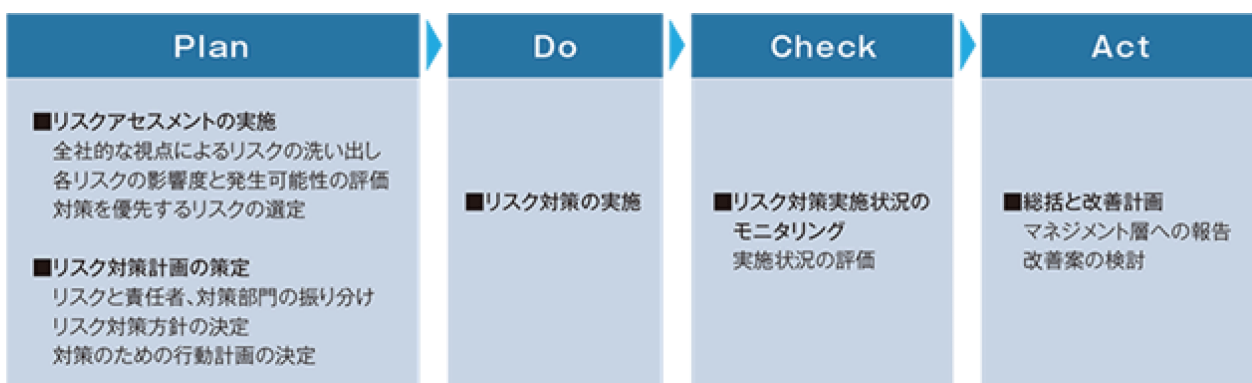 Plan
■リスクアセスメントの実施
全社的な視点によるリスクの洗い出し
各リスクの影響度と発生可能性の評価
対策を優先するリスクの選定
■リスク対策計画の策定
リスクと責任者、対策部門の振り分け
リスク対策方針の決定
対策のための行動計画の決定
Do
■リスク対策の実施
Check
■リスク対策実施状況の
モニタリング
実施状況の評価
Act
■総括と改善計画
マネジメント層への報告
改善案の検討